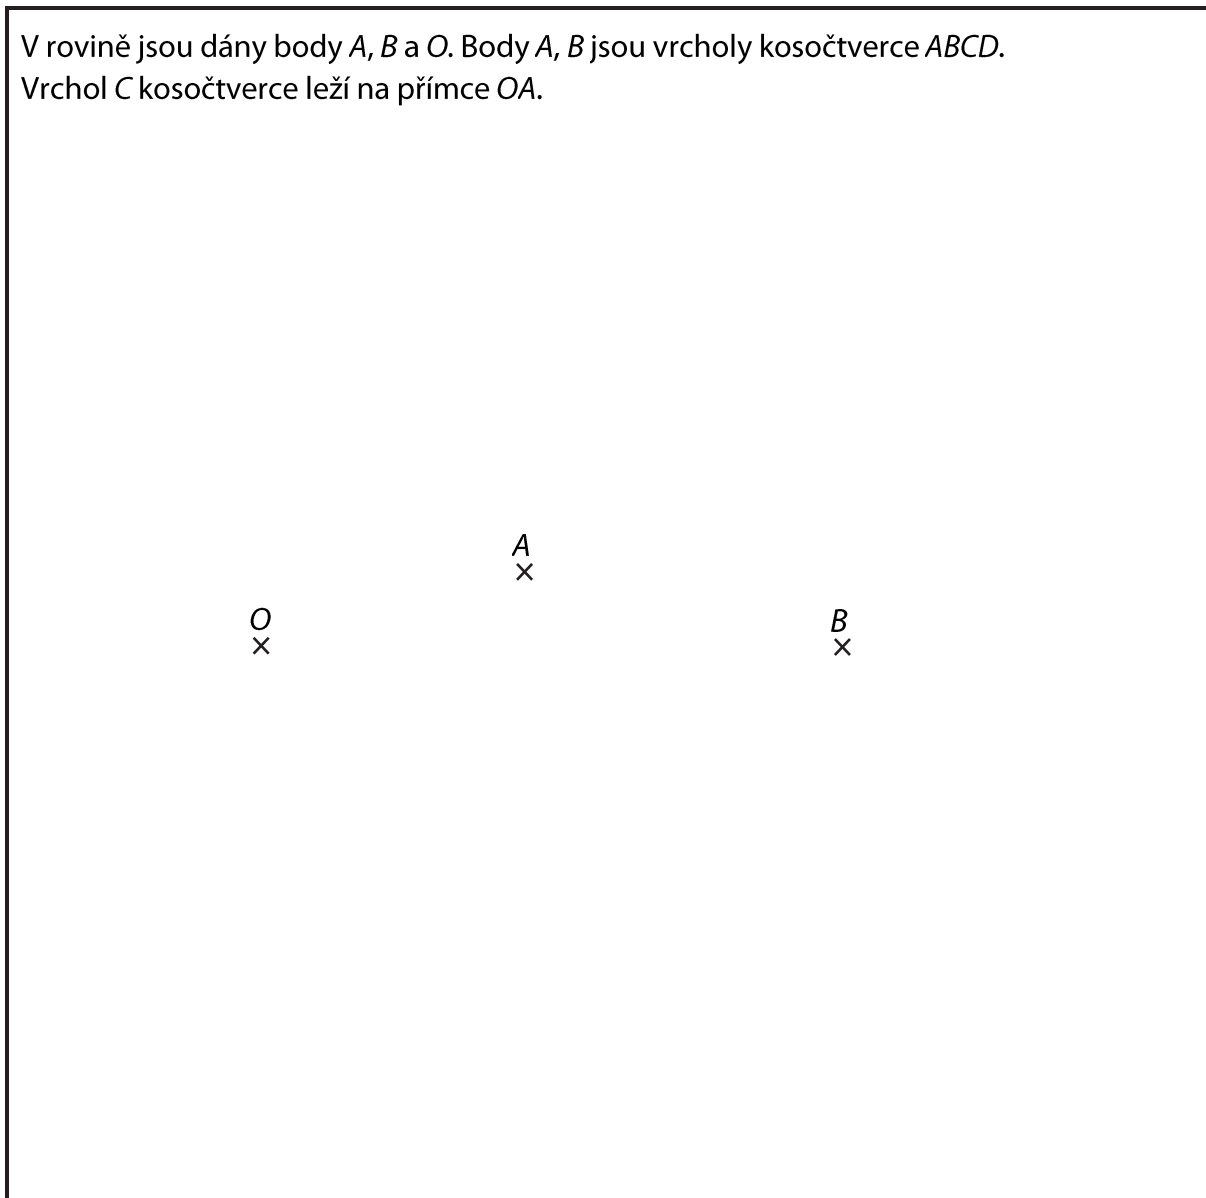 V rovině jsou dány body A, B a O. Body A, B jsou vrcholy kosočtverce ABCD.
Vrchol C kosočtverce leží na přímce OA.
A
O
B